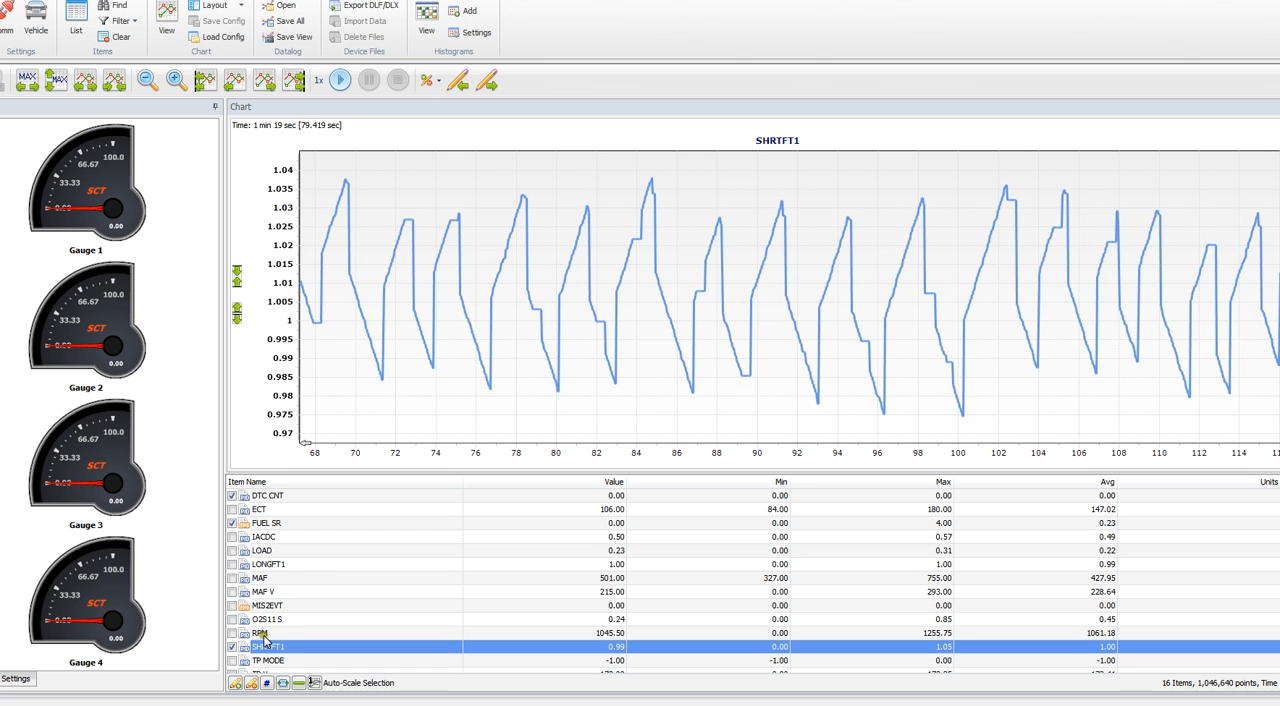 Find Layout Open Export DLF/DLX Add
omm Vehicle List Filter View Save Config Save All Import Data View Settings
Clear Load Config Save View Delete Files
Settings Items Chart Datalog Device Files Histograms
MAX MAX 1x %
Chart
Time: 1 min 19 sec [79.419 sec]
SHRTFT1
1.04
1.035
1.03
1.025
1.02
1.015
1.01
1.005
1
0.995
0.99
0.985
0.98
0.975
0.97
68 70 72 74 76 78 80 82 84 86 88 90 92 94 96 98 100 102 104 106 108 110 112 114 11
0.00 33.33 66.67 100.0
SCT
0.00
Gauge 1
0.00 33.33 66.67 100.0
SCT
0.00
Gauge 2
0.00 33.33 66.67 100.0
SCT
0.00
Gauge 3
0.00 33.33 66.67 100.0
SCT
0.00
Gauge 4
Settings
Item Name Value Min Max Avg Units
DTC CNT 0.00 0.00 0.00 0.00
ECT 106.00 84.00 180.00 147.02
FUEL SR 0.00 0.00 4.00 0.23
IACDC 0.50 0.00 0.57 0.49
LOAD 0.23 0.00 0.31 0.22
LONGFT1 1.00 0.00 1.00 0.99
MAF 501.00 327.00 755.00 427.95
MAF V 215.00 0.00 293.00 228.64
MIS2EVT 0.00 0.00 0.00 0.00
O2S11 S 0.24 0.00 0.85 0.45
RPM 1045.50 0.00 1255.75 1061.18
SHRTFT1 0.99 0.00 1.05 1.00
TP MODE -1.00 -1.00 0.00 -1.00
# Auto-Scale Selection 16 Items, 1,046,640 points, Time